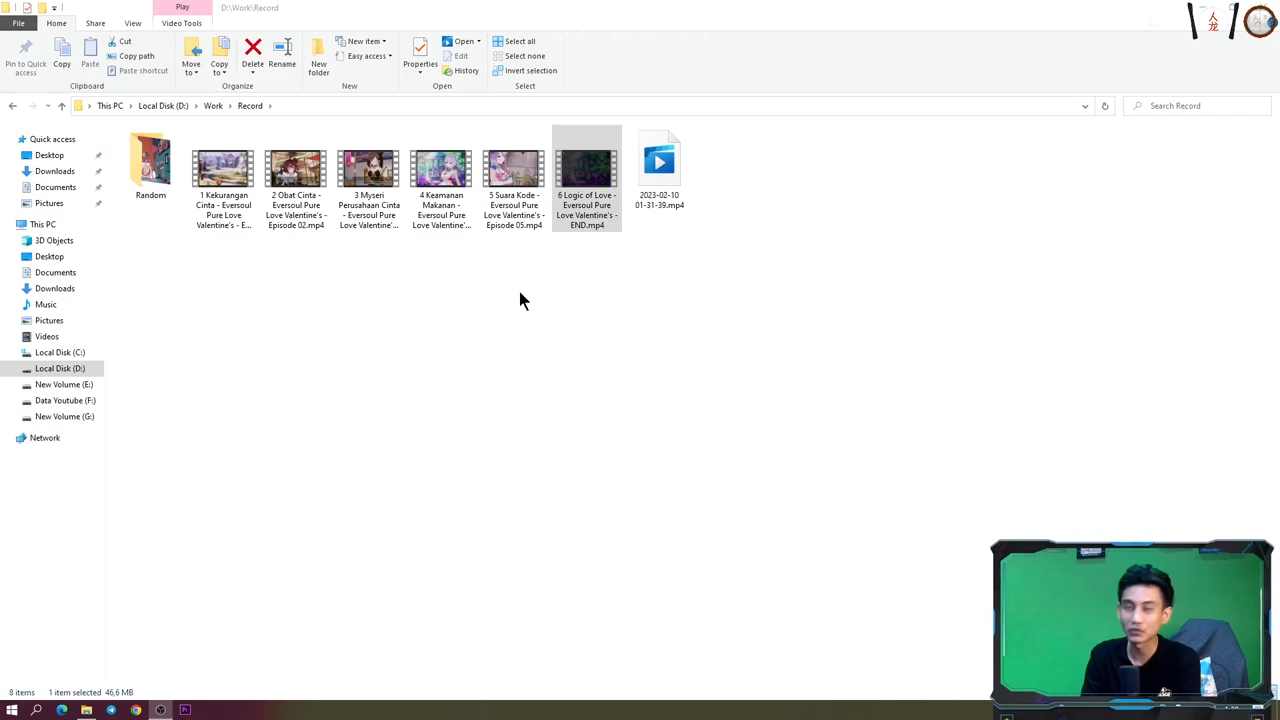 Play
D:\Work\Record
File
Home
Share
View
Video Tools
Pin to Quick
access
Copy
Paste
Cut
Copy path
Paste shortcut
Clipboard
Move
to
Copy
to
Delete
Rename
Organize
New
folder
New item
Easy access
New
Properties
Open
Edit
History
Open
Select all
Select none
Invert selection
Select
This PC
Local Disk (D:)
Work
Record
Search Record
Quick access
Desktop
Downloads
Documents
Pictures
This PC
3D Objects
Desktop
Documents
Downloads
Music
Pictures
Videos
Local Disk (C:)
Local Disk (D:)
New Volume (E:)
Data Youtube (F:)
New Volume (G:)
Network
Random
1 Kekurangan
Cinta - Eversoul
Pure Love
Valentine's - E...
2 Obat Cinta -
Eversoul Pure
Love Valentine's -
Episode 02.mp4
3 Myseri
Perusahaan Cinta
- Eversoul Pure
Love Valentine'...
4 Keamanan
Makanan -
Eversoul Pure
Love Valentine'...
5 Suara Kode -
Eversoul Pure
Love Valentine's -
Episode 05.mp4
6 Logic of Love -
Eversoul Pure
Love Valentine's -
END.mp4
2023-02-10
01-31-39.mp4
人
龙
8 items
1 item selected 46,6 MB
Pr